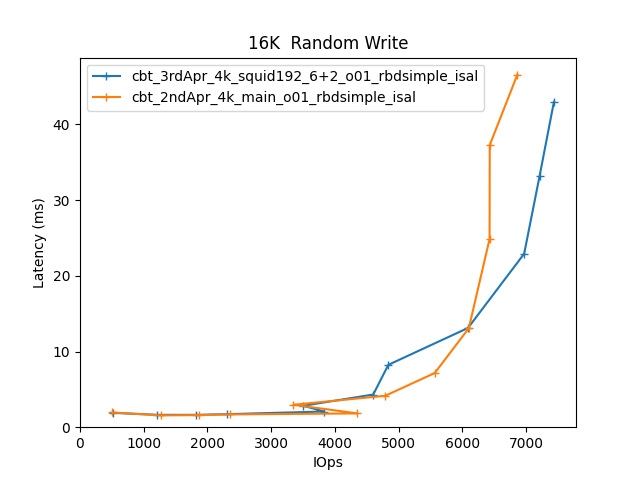 16K  Random Write
cbt_3rdApr_4k_squid192_6+2_o01_rbdsimple_isal
cbt_2ndApr_4k_main_o01_rbdsimple_isal
40
30
20
10
0
Latency (ms)
0 1000 2000 3000 4000 5000 6000 7000
IOps